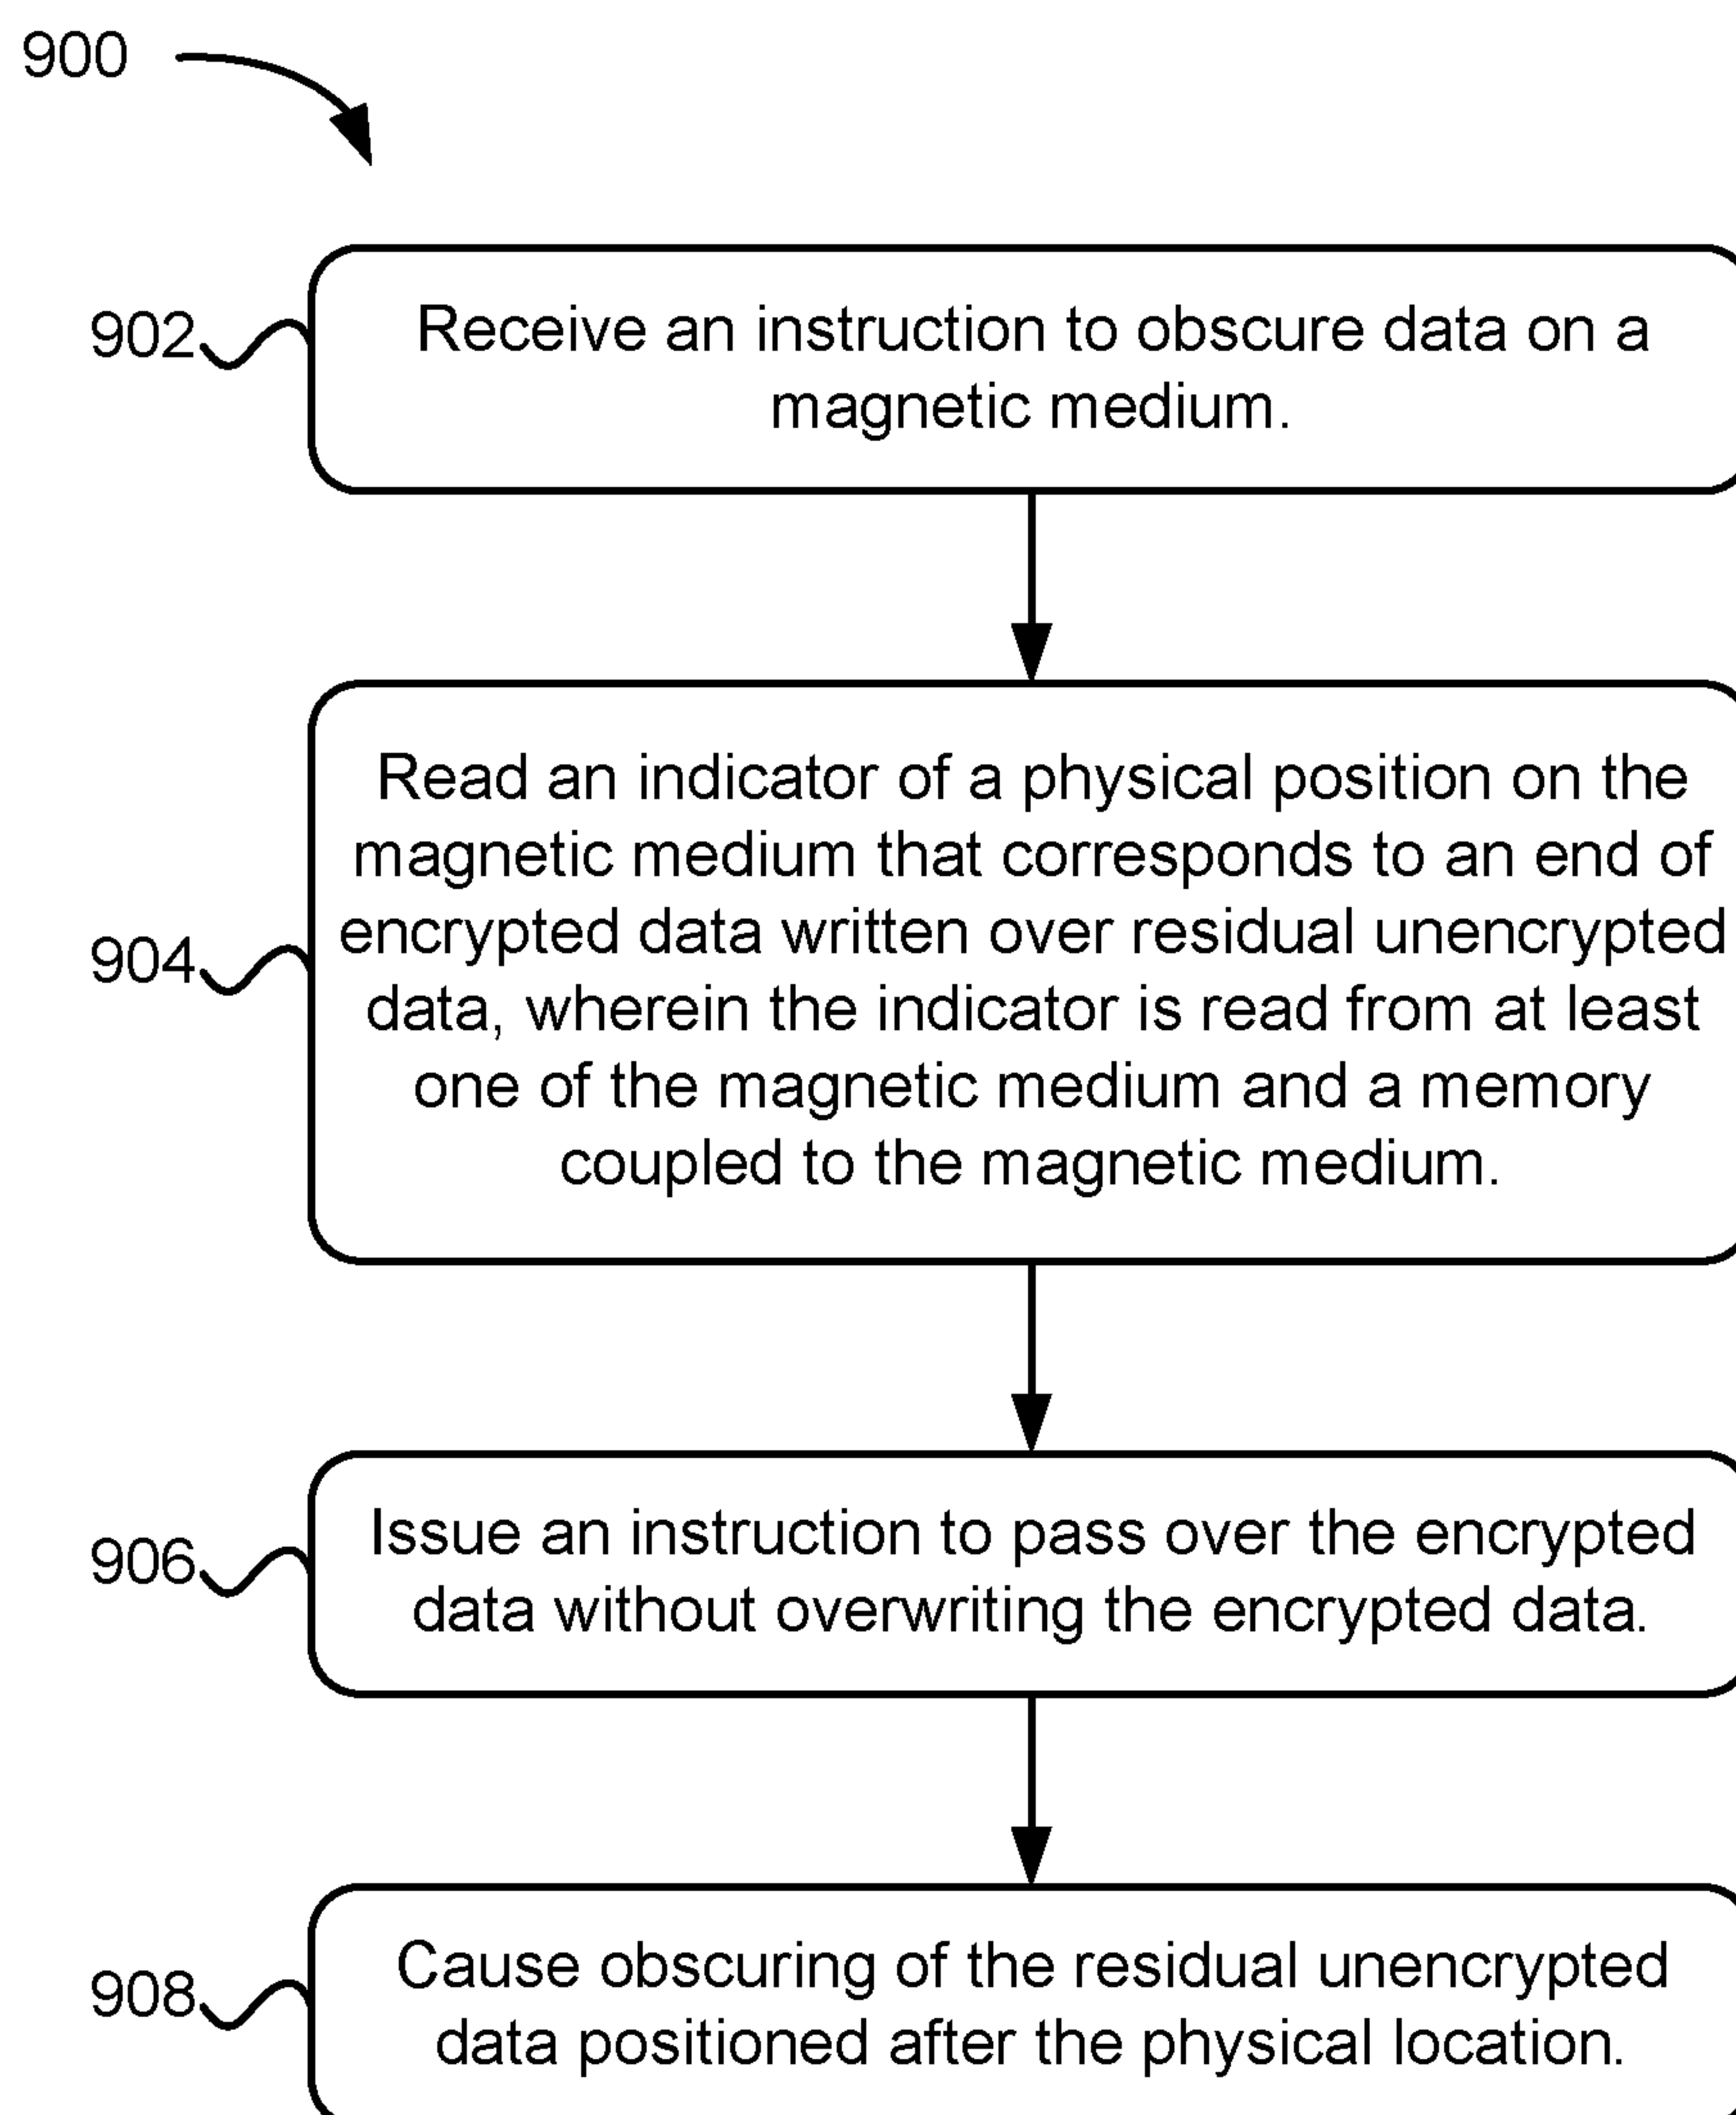 900
902
Receive an instruction to obscure data on a
magnetic medium.
904
Read an indicator of a physical position on the
magnetic medium that corresponds to an end of
encrypted data written over residual unencrypted
data, wherein the indicator is read from at least
one of the magnetic medium and a memory
coupled to the magnetic medium.
906
Issue an instruction to pass over the encrypted
data without overwriting the encrypted data.
908
Cause obscuring of the residual unencrypted
data positioned after the physical location.